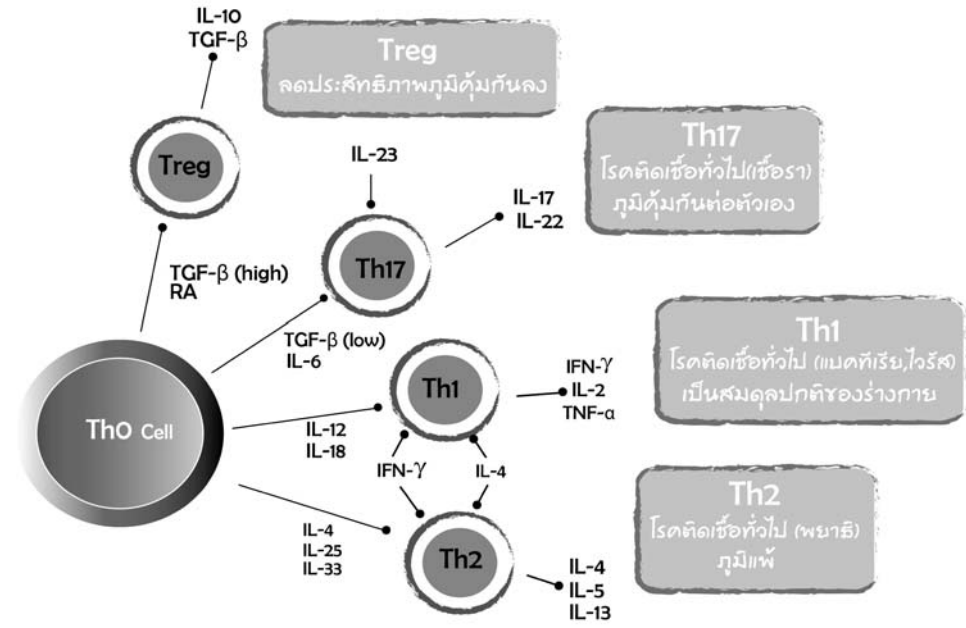 IL-10
TGF-β
Treg
ลดประสิทธิภาพภูมิคุ้มกันลง
Treg
IL-23
Th17
โรคติดเชื้อทั่วไป(เชื้อรา)
ภูมิคุ้มกันต่อตัวเอง
IL-17
IL-22
Th17
TGF-β (high)
RA
TGF-β (low)
IL-6
Th1
โรคติดเชื้อทั่วไป (แบคทีเรีย,ไวรัส)
เป็นสมดุลปกติของร่างกาย
Th1
IFN-γ
IL-2
TNF-α
Th0 Cell
IL-12
IL-18
IFN-γ
IL-4
Th2
โรคติดเชื้อทั่วไป (พยาธิ)
ภูมิแพ้
IL-4
IL-25
IL-33
Th2
IL-4
IL-5
IL-13